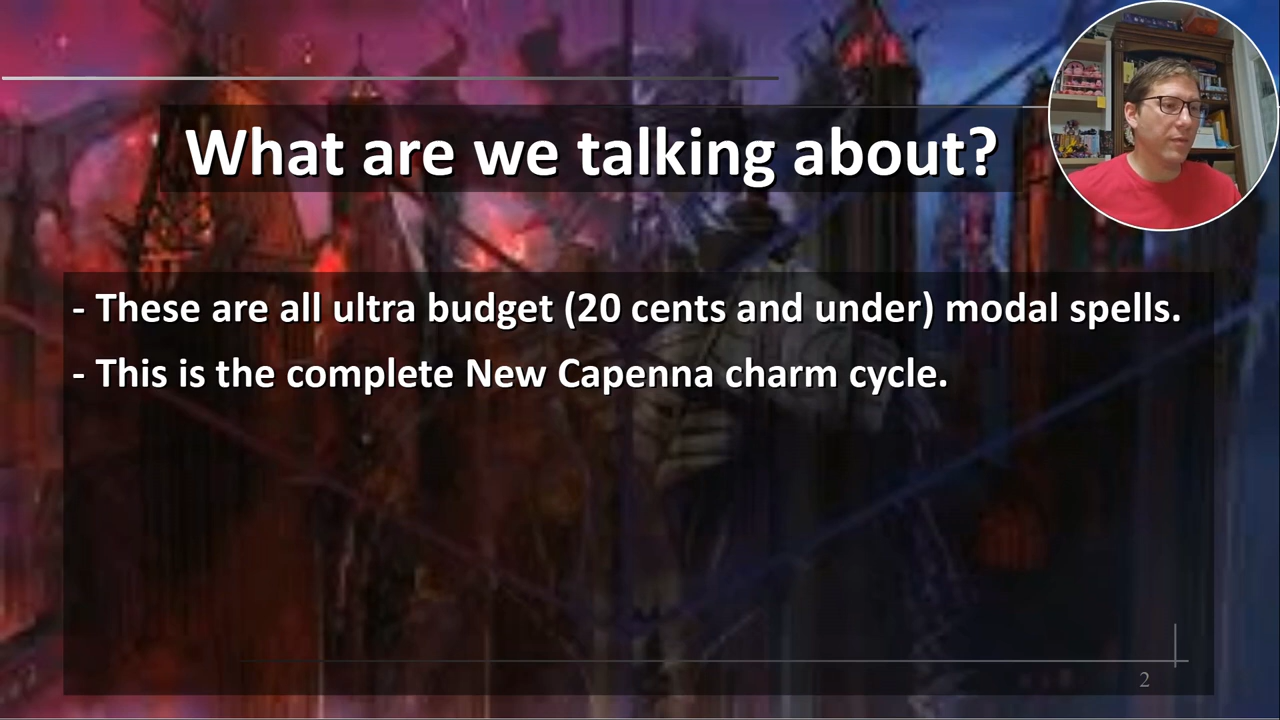 What are we talking about?
- These are all ultra budget (20 cents and under) modal spells.
- This is the complete New Capenna charm cycle.
2